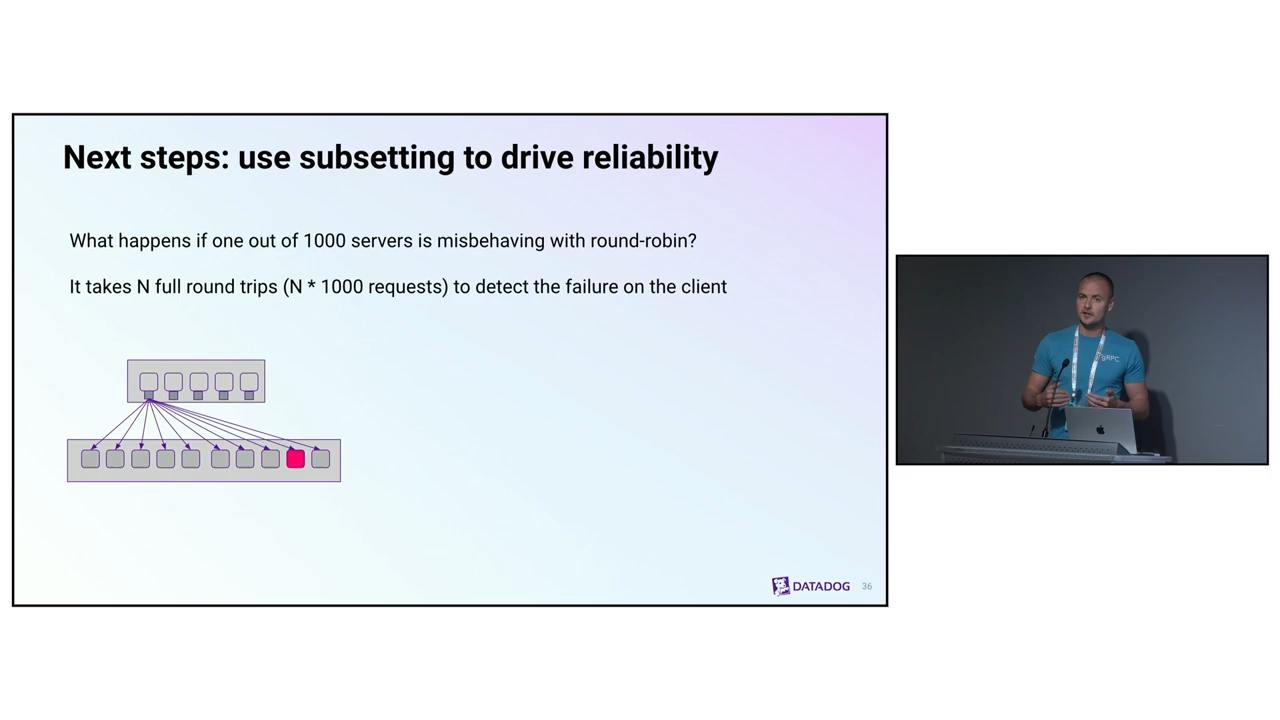 Next steps: use subsetting to drive reliability
What happens if one out of 1000 servers is misbehaving with round-robin?
It takes N full round trips (N * 1000 requests) to detect the failure on the client
DATADOG 36
gRPC